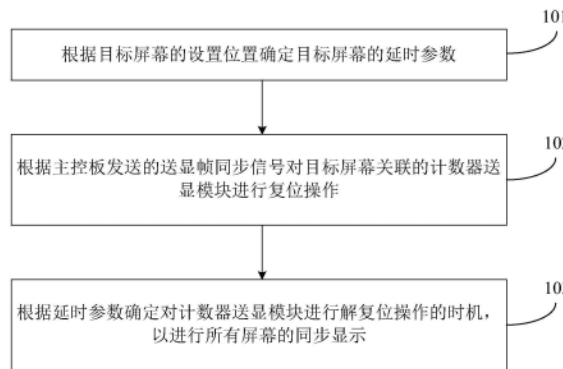 101
根据目标屏幕的设置位置确定目标屏幕的延时参数
根据主控板发送的送显帧同步信号对目标屏幕关联的计数器送
显模块进行复位操作
根据延时参数确定对计数器送显模块进行解复位操作的时机,
以进行所有屏幕的同步显示